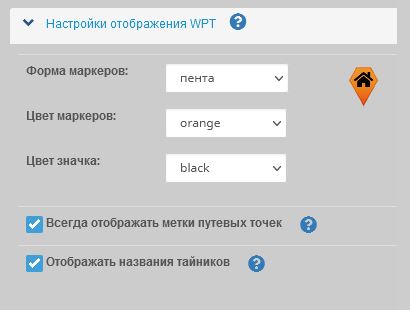 Настройки отображения WPT ?
Форма маркеров: пента
Цвет маркеров: orange
Цвет значка: black
Всегда отображать метки путевых точек ?
Отображать названия тайников ?